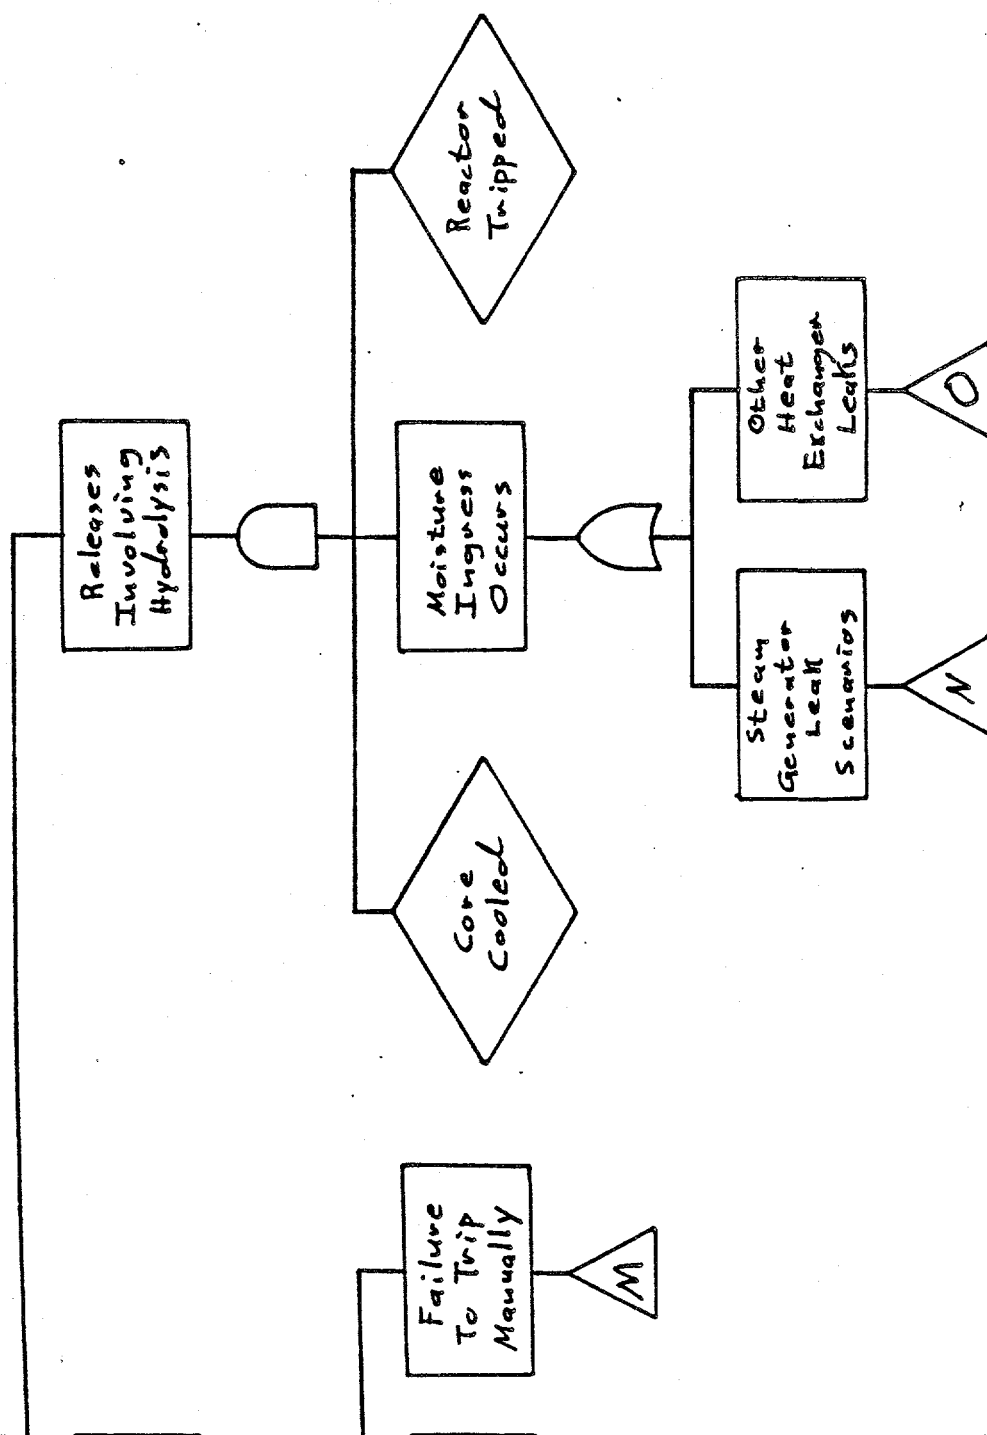 Releases
Involving
Hydrolysis
Core
Cooled
Moisture
Ingress
Occurs
Reactor
Tripped
Failure
To Trip
Manually
M
Steam
Generator
Leak
Scenarios
N
Other
Heat
Exchanger
Leaks
O